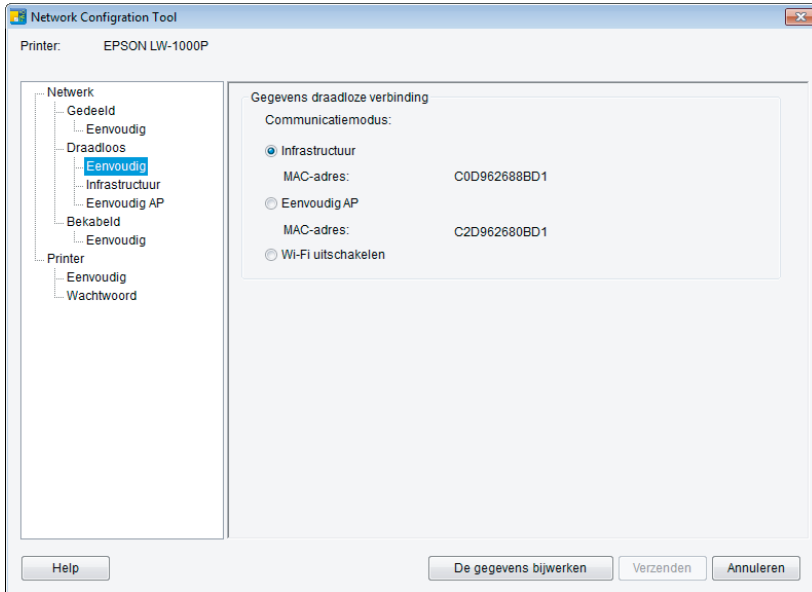 Network Configration Tool
Printer: EPSON LW-1000P
Netwerk
Gedeeld
Eenvoudig
Draadloos
Eenvoudig
Infrastructuur
Eenvoudig AP
Bekabeld
Eenvoudig
Printer
Eenvoudig
Wachtwoord
Gegevens draadloze verbinding
Communicatiemodus:
Infrastructuur
MAC-adres: C0D962688BD1
Eenvoudig AP
MAC-adres: C2D962680BD1
Wi-Fi uitschakelen
Help De gegevens bijwerken Verzenden Annuleren